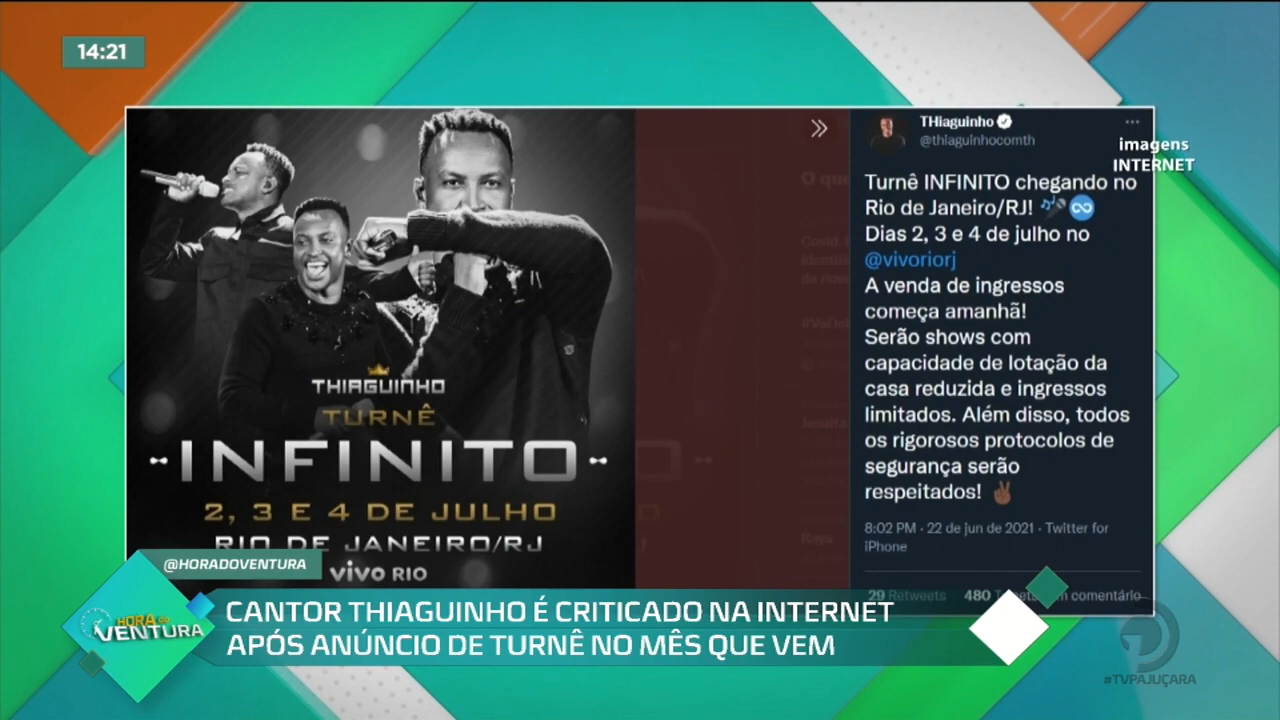 14:21
THiaguinho
@thiaguinhocomth
imagens
INTERNET
Turnê INFINITO chegando no
Rio de Janeiro/RJ!
Dias 2, 3 e 4 de julho no
@vivoriorj
A venda de ingressos
começa amanhã!
Serão shows com
capacidade de lotação da
casa reduzida e ingressos
limitados. Além disso, todos
os rigorosos protocolos de
segurança serão
respeitados!
8:02 PM · 22 de jun de 2021 · Twitter for
iPhone
29 Retweets 480 comentário
O que
THIAGUINHO
TURNÊ
INFINITO
2, 3 E 4 DE JULHO
RIO DE JANEIRO/RJ
vivo RIO
@HORADOVENTURA
HORA DO
VENTURA
CANTOR THIAGUINHO É CRITICADO NA INTERNET
APÓS ANÚNCIO DE TURNÊ NO MÊS QUE VEM
#TVPAJUÇARA